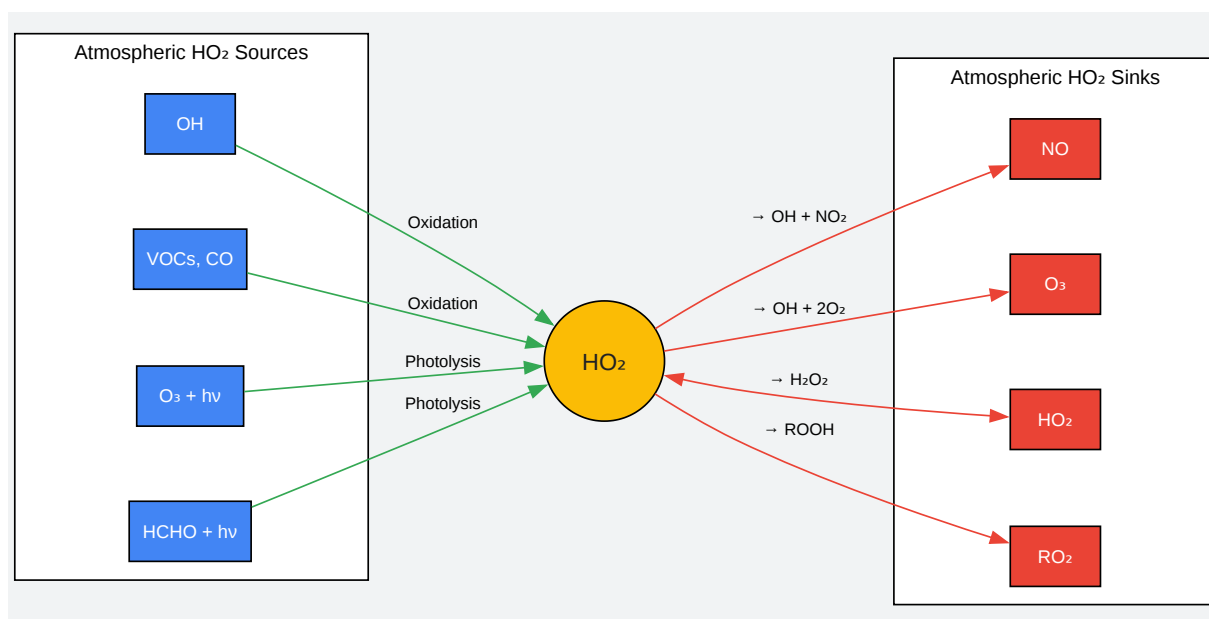 Atmospheric HO₂ Sources
OH
VOCs, CO
O₃ + hν
HCHO + hν
Oxidation
Oxidation
Photolysis
Photolysis
HO₂
→ OH + NO₂
→ OH + 2O₂
→ H₂O₂
→ ROOH
Atmospheric HO₂ Sinks
NO
O₃
HO₂
RO₂